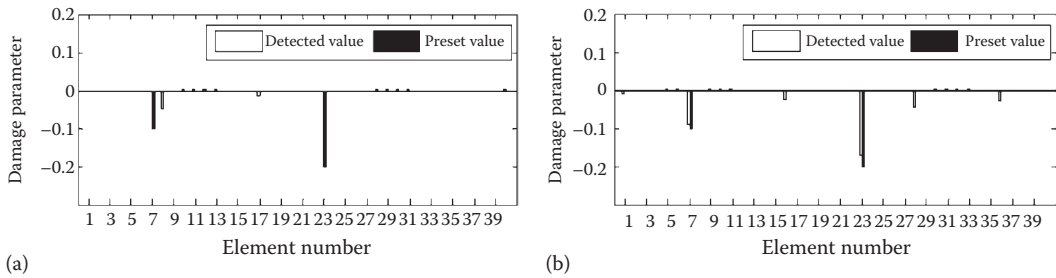 0.2
0.1
0
−0.1
−0.2
Damage parameter
Detected value
Preset value
1 3 5 7 9 11 13 15 17 19 21 23 25 27 29 31 33 35 37 39
Element number
(a)
0.2
0.1
0
−0.1
−0.2
Damage parameter
Detected value
Preset value
1 3 5 7 9 11 13 15 17 19 21 23 25 27 29 31 33 35 37 39
Element number
(b)